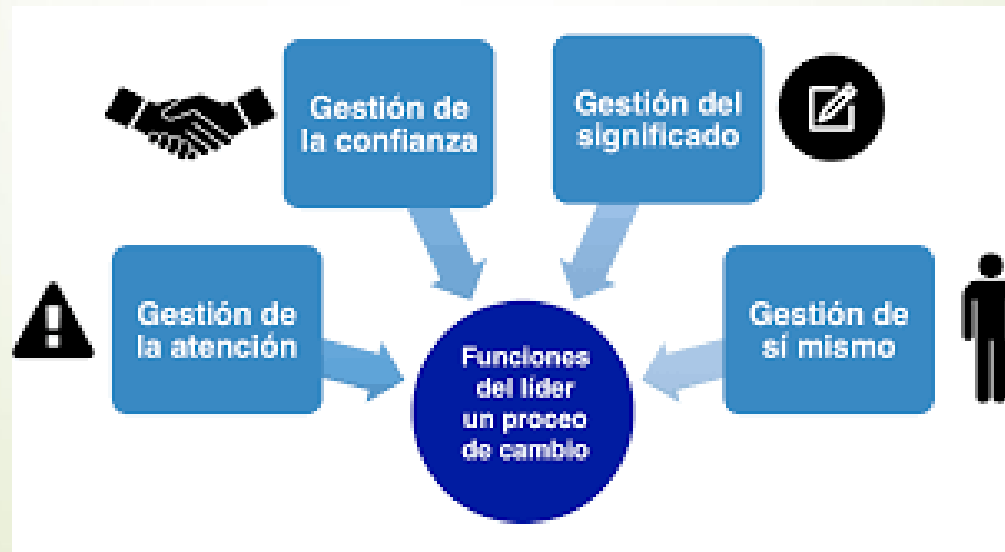 Gestión de
la confianza
Gestión del
significado
Gestión de
la atención
Gestión de
sí mismo
Funciones
del líder
un proceo
de cambio